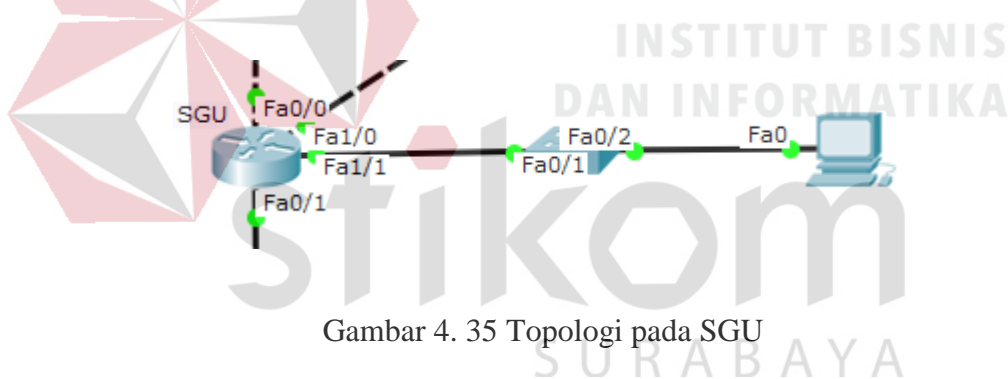 INSTITUT BISNIS
DAN INFORMATIKA
SGU
Fa0/0
Fa1/0
Fa1/1
Fa0/1
Fa0/1
Fa0/2
Fa0
stikom
Gambar 4. 35 Topologi pada SGU
SURABAYA